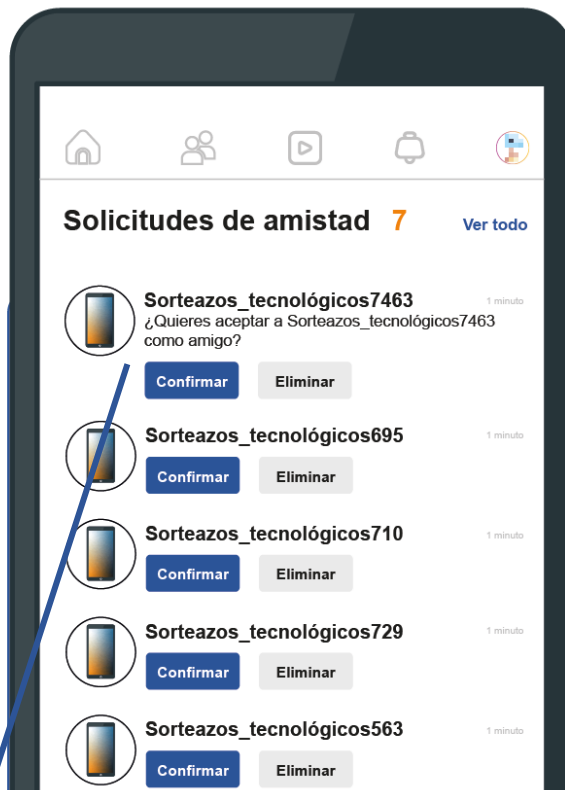 Solicitudes de amistad 7 Ver todo
Sorteazos_tecnológicos7463 1 minuto
¿Quieres aceptar a Sorteazos_tecnológicos7463
como amigo?
Confirmar Eliminar
Sorteazos_tecnológicos695 1 minuto
Confirmar Eliminar
Sorteazos_tecnológicos710 1 minuto
Confirmar Eliminar
Sorteazos_tecnológicos729 1 minuto
Confirmar Eliminar
Sorteazos_tecnológicos563 1 minuto
Confirmar Eliminar